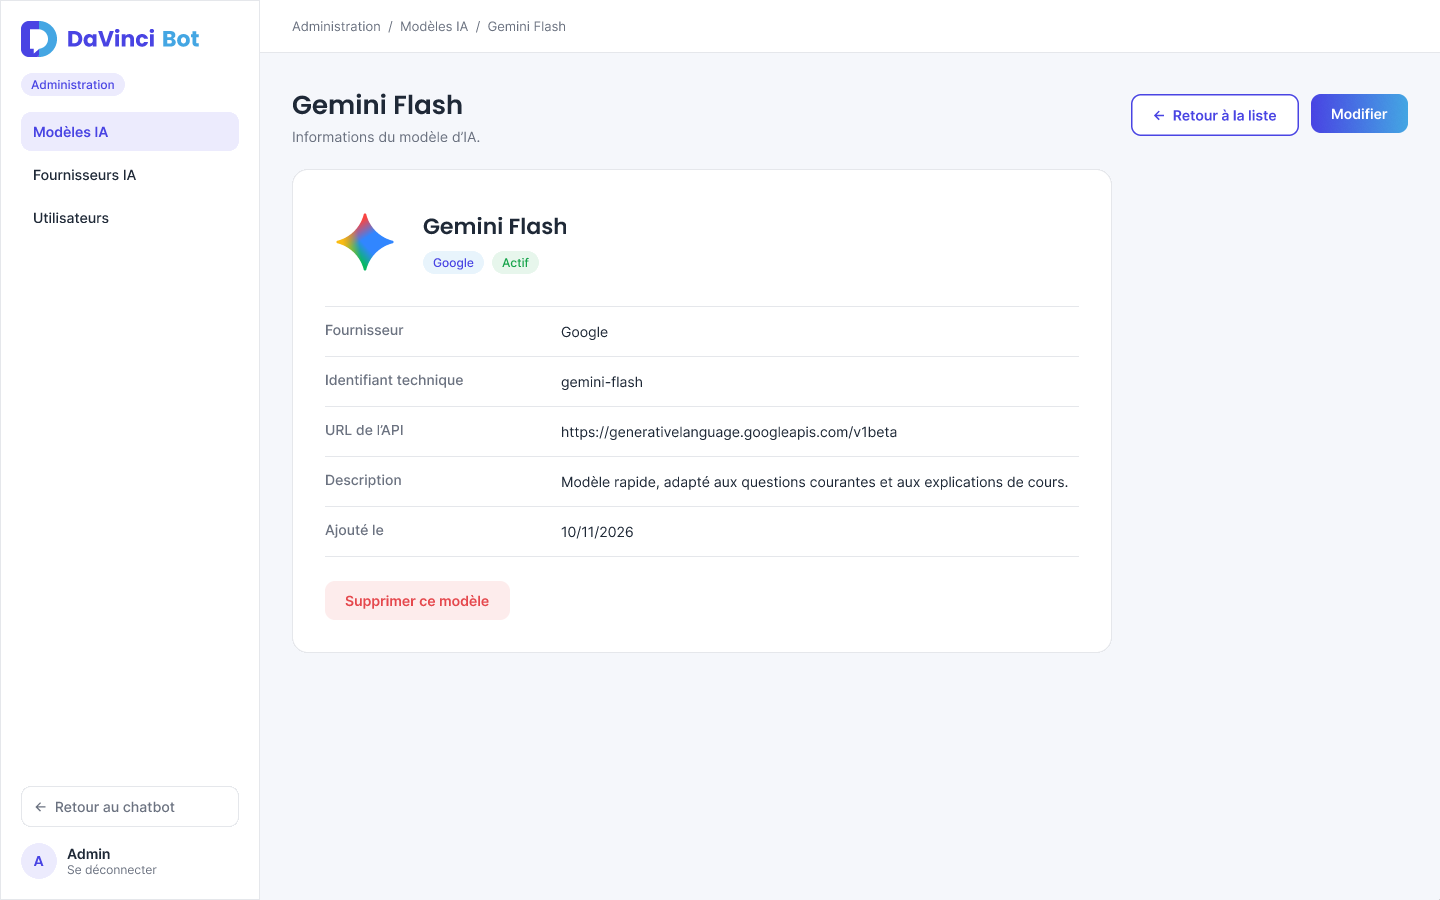 DaVinci Bot
Administration
Modèles IA
Fournisseurs IA
Utilisateurs
← Retour au chatbot
A
Admin
Se déconnecter
Administration / Modèles IA / Gemini Flash
Gemini Flash
Informations du modèle d’IA.
← Retour à la liste
Modifier
Gemini Flash
Google Actif
Fournisseur Google
Identifiant technique gemini-flash
URL de l’API https://generativelanguage.googleapis.com/v1beta
Description Modèle rapide, adapté aux questions courantes et aux explications de cours.
Ajouté le 10/11/2026
Supprimer ce modèle